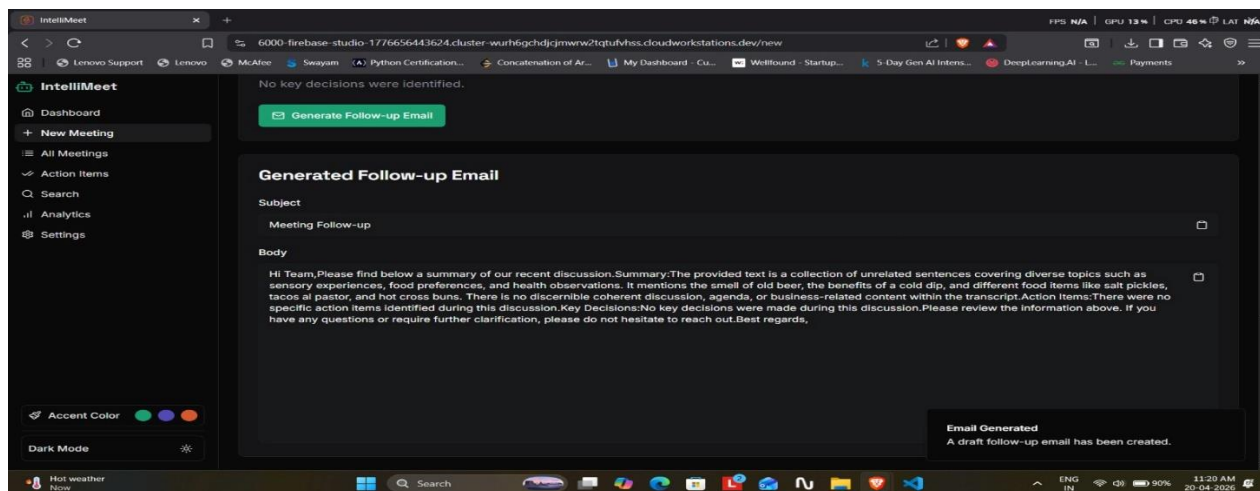 IntelliMeet
FPS N/A | GPU 13% | CPU 46% LAT N/A
6000-firebase-studio-1776656443624.cluster-wurh6gchdjcjmwrw2tqtufvhss.cloudworkstations.dev/new
Lenovo Support Lenovo McAfee Swayam Python Certification... Concatenation of Ar... My Dashboard - Cu... Wellfound - Startup... 5-Day Gen AI Intens... DeepLearning.AI - L... Payments
IntelliMeet
Dashboard
New Meeting
All Meetings
Action Items
Search
Analytics
Settings
Accent Color
Dark Mode
No key decisions were identified.
Generate Follow-up Email
Generated Follow-up Email
Subject
Meeting Follow-up
Body
Hi Team,Please find below a summary of our recent discussion.Summary:The provided text is a collection of unrelated sentences covering diverse topics such as
sensory experiences, food preferences, and health observations. It mentions the smell of old beer, the benefits of a cold dip, and different food items like salt pickles,
tacos al pastor, and hot cross buns. There is no discernible coherent discussion, agenda, or business-related content within the transcript.Action Items:There were no
specific action items identified during this discussion.Key Decisions:No key decisions were made during this discussion.Please review the information above. If you
have any questions or require further clarification, please do not hesitate to reach out.Best regards,
Email Generated
A draft follow-up email has been created.
Hot weather
Now
Search
ENG
IN
90%
11:20 AM
20-04-2026